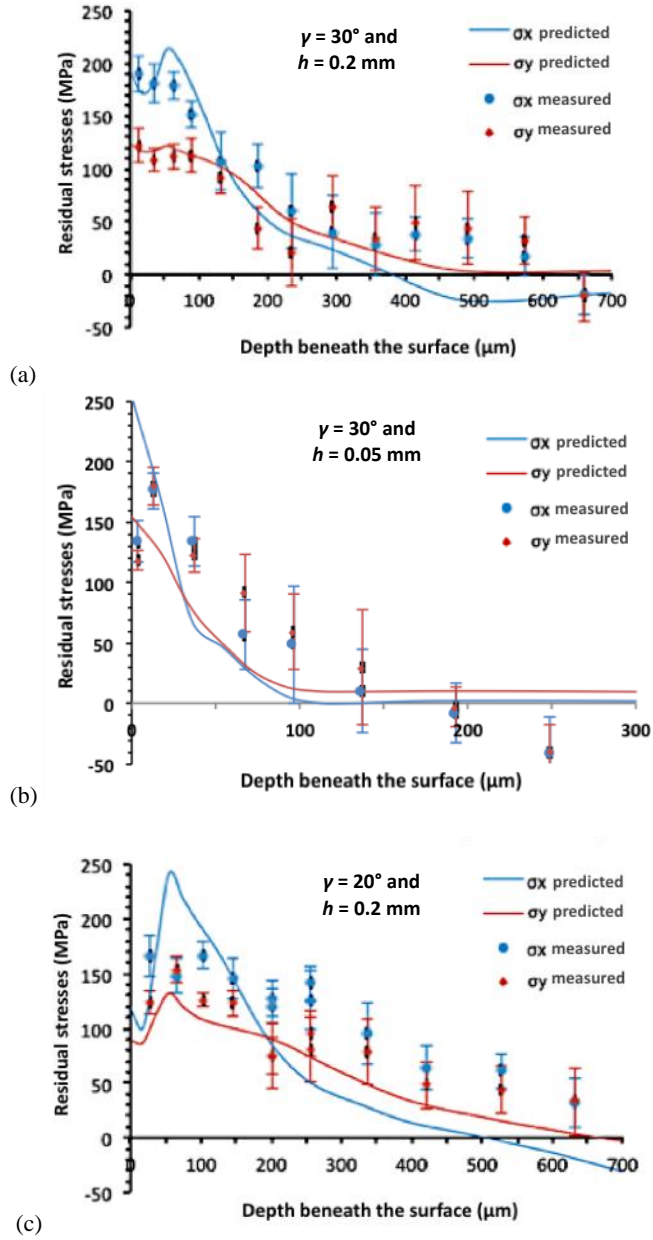 γ = 30° and
h = 0.2 mm
σx predicted
σy predicted
σx measured
σy measured
Residual stresses (MPa)
250
200
150
100
50
0
-50
0 100 200 300 400 500 600 700
Depth beneath the surface (μm)
(a)
γ = 30° and
h = 0.05 mm
σx predicted
σy predicted
σx measured
σy measured
Residual stresses (MPa)
250
200
150
100
50
0
-50
0 100 200 300
Depth beneath the surface (μm)
(b)
γ = 20° and
h = 0.2 mm
σx predicted
σy predicted
σx measured
σy measured
Residual stresses (MPa)
250
200
150
100
50
0
-50
0 100 200 300 400 500 600 700
Depth beneath the surface (μm)
(c)